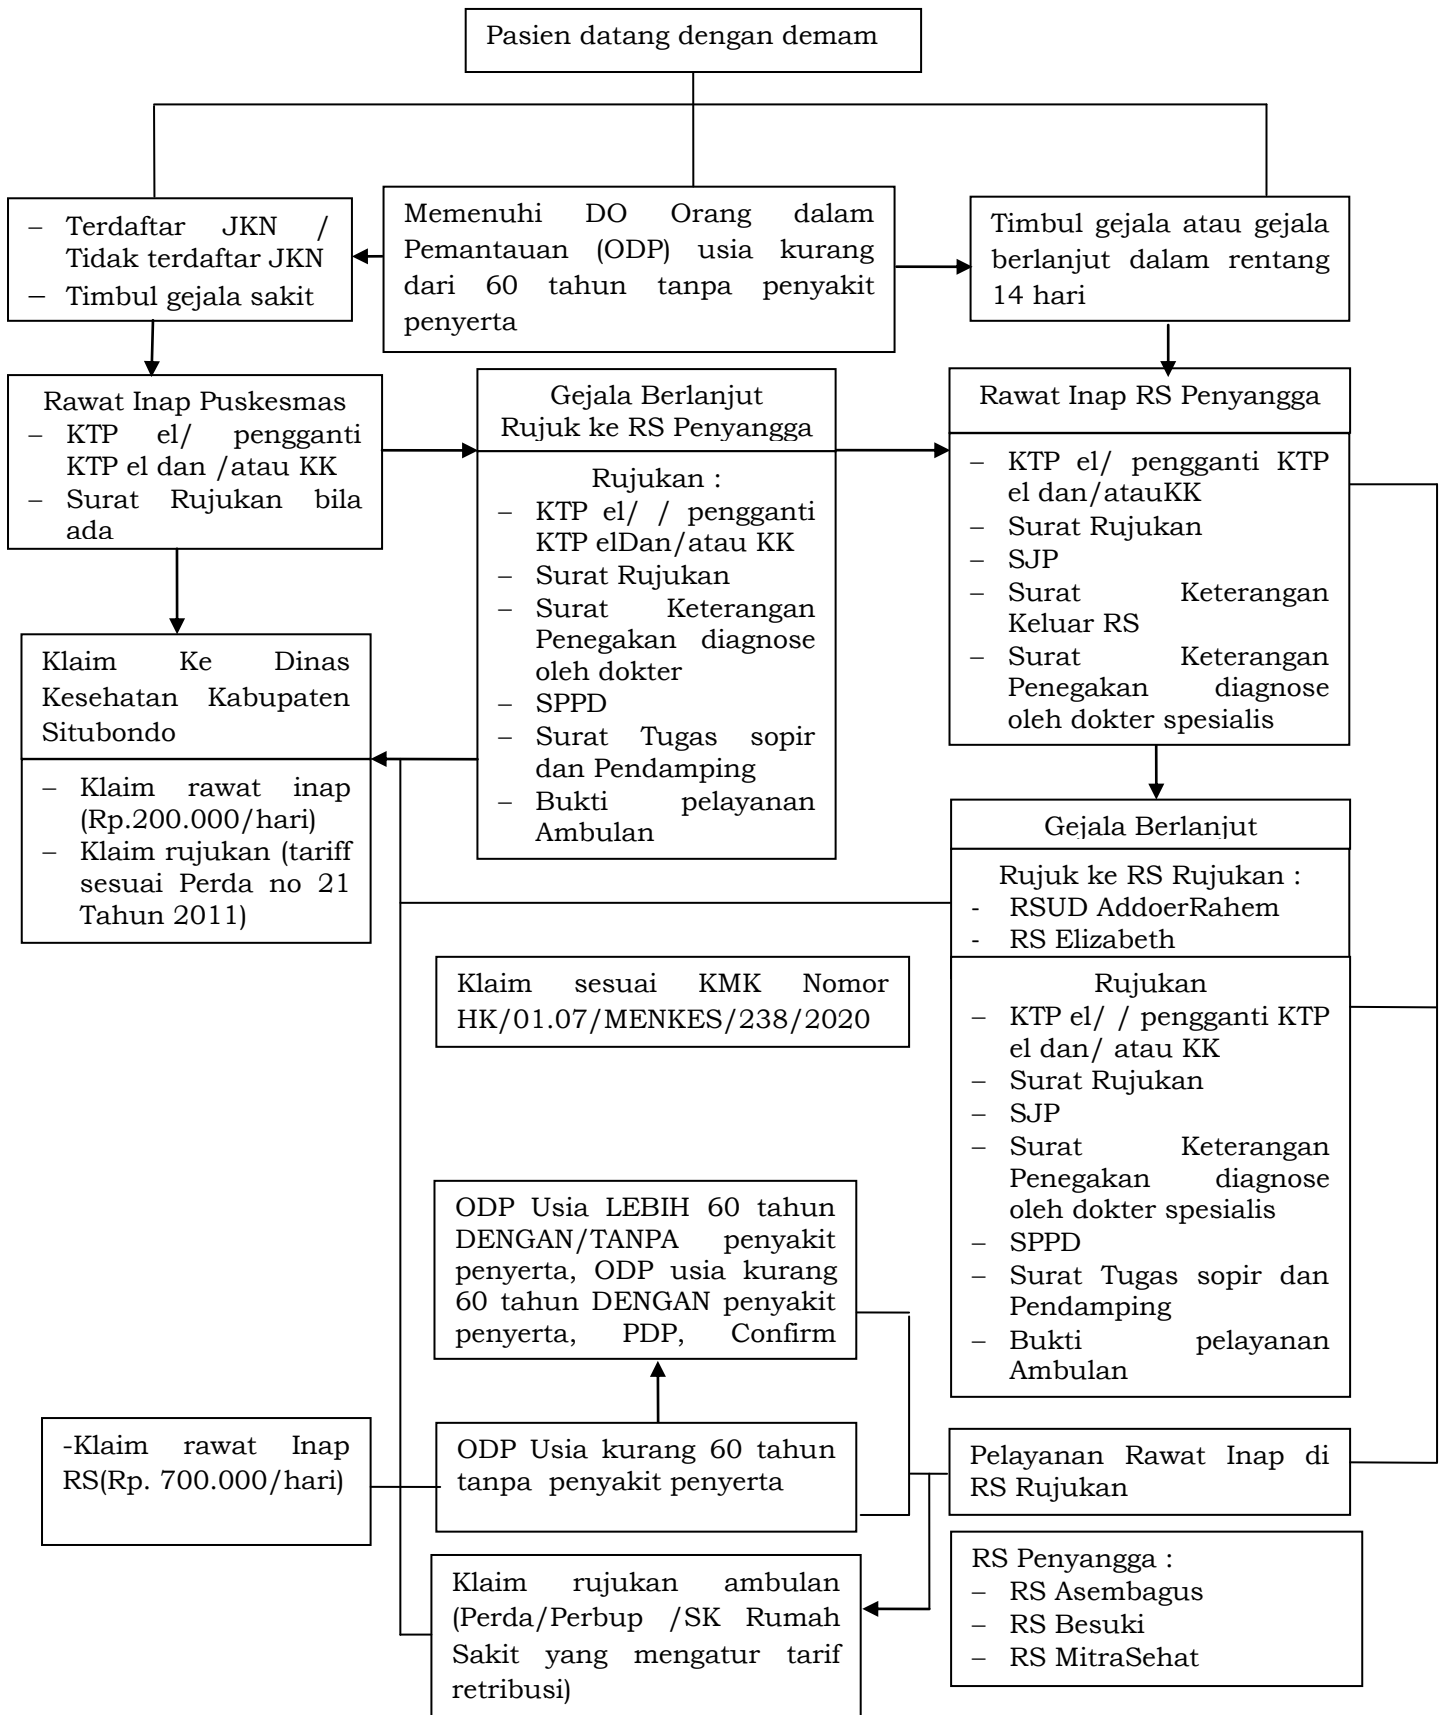 Pasien datang dengan demam
– Terdaftar JKN /
Tidak terdaftar JKN
– Timbul gejala sakit
Memenuhi DO Orang dalam
Pemantauan (ODP) usia kurang
dari 60 tahun tanpa penyakit
penyerta
Timbul gejala atau gejala
berlanjut dalam rentang
14 hari
Rawat Inap Puskesmas
– KTP el/ pengganti
KTP el dan /atau KK
– Surat Rujukan bila
ada
Gejala Berlanjut
Rujuk ke RS Penyangga
Rujukan :
– KTP el/ / pengganti
KTP elDan/atau KK
– Surat Rujukan
– Surat Keterangan
Penegakan diagnose
oleh dokter
– SPPD
– Surat Tugas sopir
dan Pendamping
– Bukti pelayanan
Ambulan
Rawat Inap RS Penyangga
– KTP el/ pengganti KTP
el dan/atauKK
– Surat Rujukan
– SJP
– Surat Keterangan
Keluar RS
– Surat Keterangan
Penegakan diagnose
oleh dokter spesialis
Klaim Ke Dinas
Kesehatan Kabupaten
Situbondo
– Klaim rawat inap
(Rp.200.000/hari)
– Klaim rujukan (tariff
sesuai Perda no 21
Tahun 2011)
Gejala Berlanjut
Rujuk ke RS Rujukan :
- RSUD AddoerRahem
- RS Elizabeth
Rujukan
– KTP el/ / pengganti KTP
el dan/ atau KK
– Surat Rujukan
– SJP
– Surat Keterangan
Penegakan diagnose
oleh dokter spesialis
– SPPD
– Surat Tugas sopir dan
Pendamping
– Bukti pelayanan
Ambulan
Klaim sesuai KMK Nomor
HK/01.07/MENKES/238/2020
ODP Usia LEBIH 60 tahun
DENGAN/TANPA penyakit
penyerta, ODP usia kurang
60 tahun DENGAN penyakit
penyerta, PDP, Confirm
-Klaim rawat Inap
RS(Rp. 700.000/hari)
ODP Usia kurang 60 tahun
tanpa penyakit penyerta
Pelayanan Rawat Inap di
RS Rujukan
Klaim rujukan ambulan
(Perda/Perbup /SK Rumah
Sakit yang mengatur tarif
retribusi)
RS Penyangga :
– RS Asembagus
– RS Besuki
– RS MitraSehat